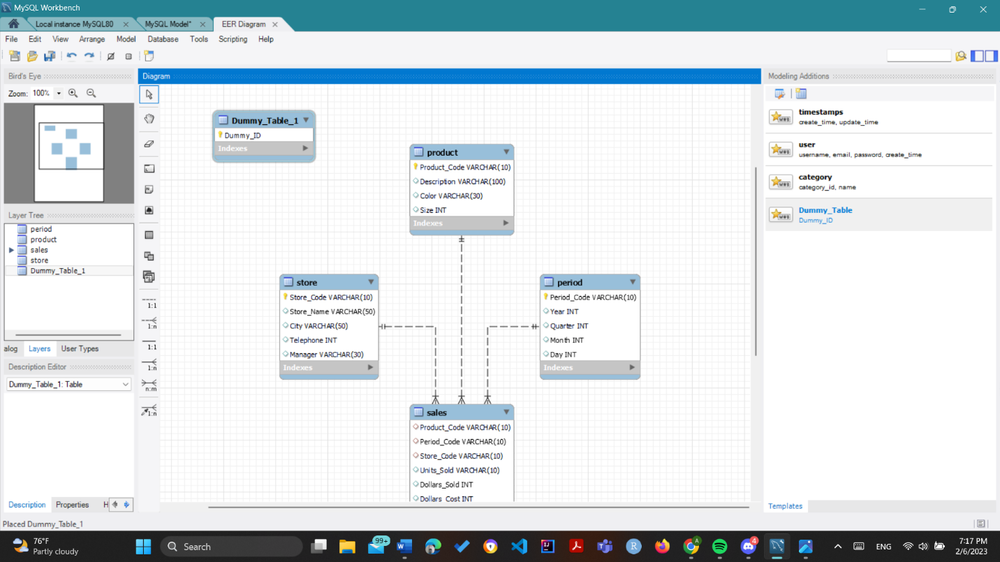 MySQL Workbench
Local instance MySQL80
MySQL Model*
EER Diagram
File Edit View Arrange Model Database Tools Scripting Help
Bird's Eye
Zoom: 100%
Layer Tree
period
product
sales
store
Dummy_Table_1
alog Layers User Types
Description Editor
Dummy_Table_1: Table
Description Properties H
Placed Dummy_Table_1
Diagram
1:1
1:n
1:1
1:n
n:m
1:n
Dummy_Table_1
Dummy_ID
Indexes
product
Product_Code VARCHAR(10)
Description VARCHAR(100)
Color VARCHAR(30)
Size INT
Indexes
store
Store_Code VARCHAR(10)
Store_Name VARCHAR(50)
City VARCHAR(50)
Telephone INT
Manager VARCHAR(30)
Indexes
period
Period_Code VARCHAR(10)
Year INT
Quarter INT
Month INT
Day INT
Indexes
sales
Product_Code VARCHAR(10)
Period_Code VARCHAR(10)
Store_Code VARCHAR(10)
Units_Sold VARCHAR(10)
Dollars_Sold INT
Dollars_Cost INT
Modeling Additions
MWB
timestamps
create_time, update_time
MWB
user
username, email, password, create_time
MWB
category
category_id, name
MWB
Dummy_Table
Dummy_ID
Templates
76°F
Partly cloudy
Search
99+
W
IJ
R
A
4
ENG
7:17 PM
2/6/2023